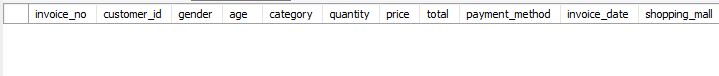 invoice_no customer_id gender age category quantity price total payment_method invoice_date shopping_mall